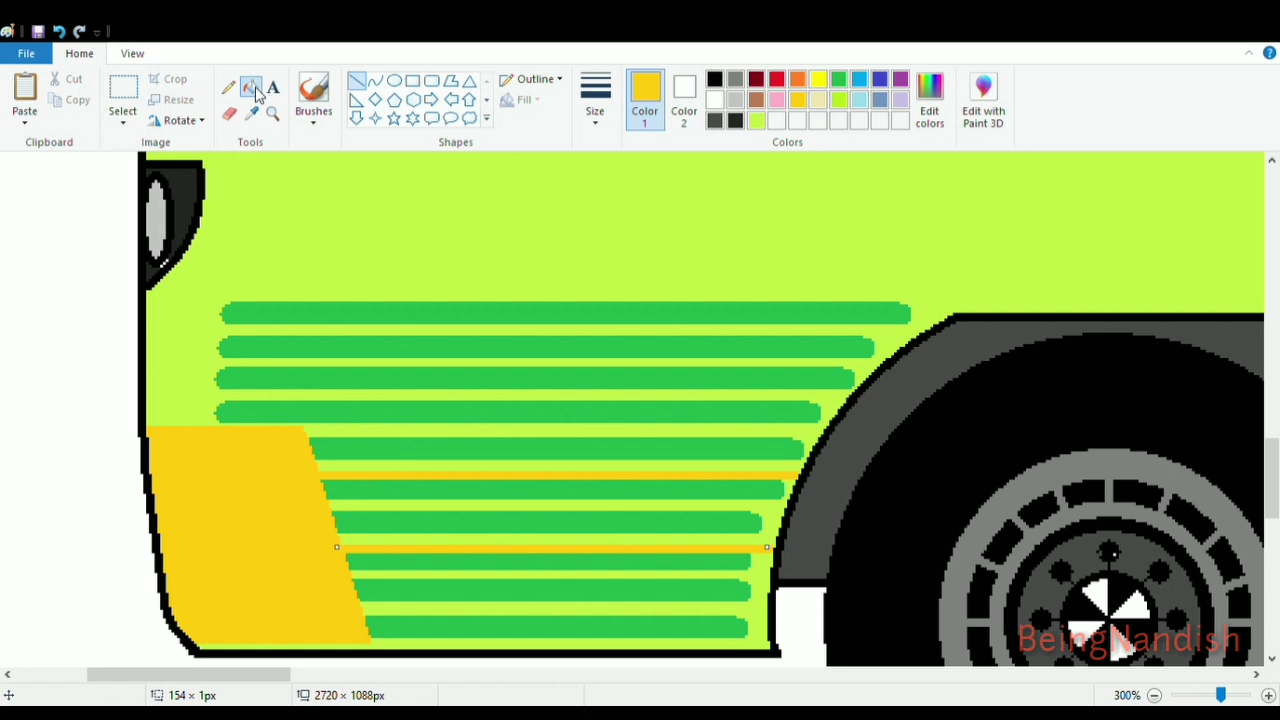 File
Home
View
Paste
Cut
Copy
Clipboard
Select
Crop
Resize
Rotate
Image
A
Tools
Brushes
Outline
Fill
Shapes
Size
Color 1
Color 2
Edit colors
Colors
Edit with Paint 3D
BeingNandish
154 × 1px
2720 × 1088px
300%